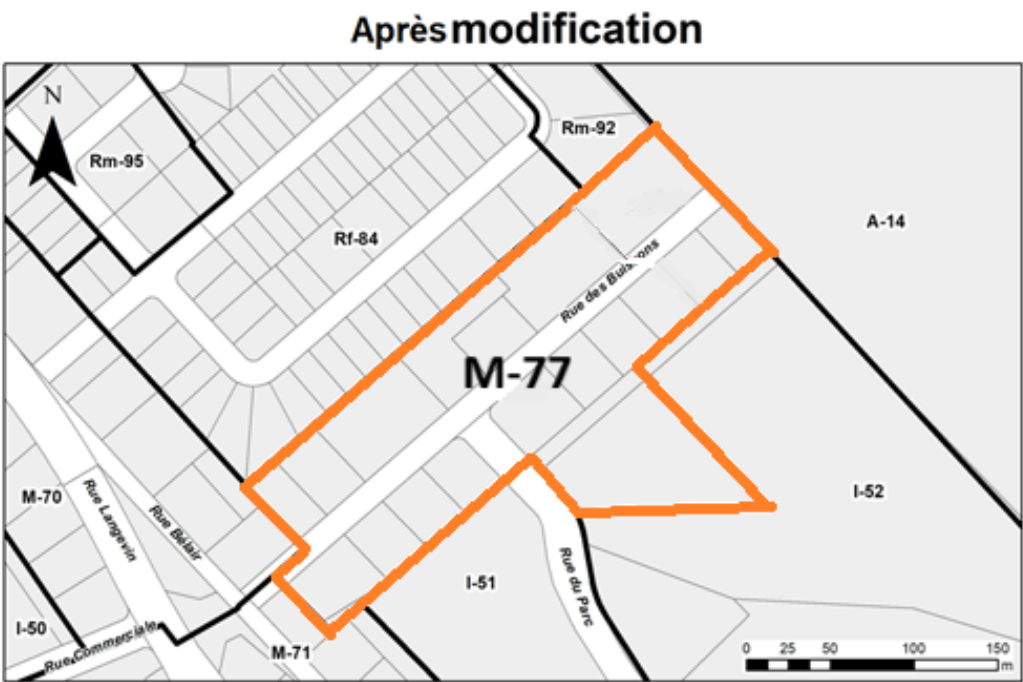 Après modification
N
Rm-92
Rm-95
A-14
Rf-84
Rue des Buissons
M-77
M-70
Rue Langevin
Rue Bélair
I-52
I-51
Rue du Parc
I-50
Rue Commerciale
M-71
0 25 50 100 150
m